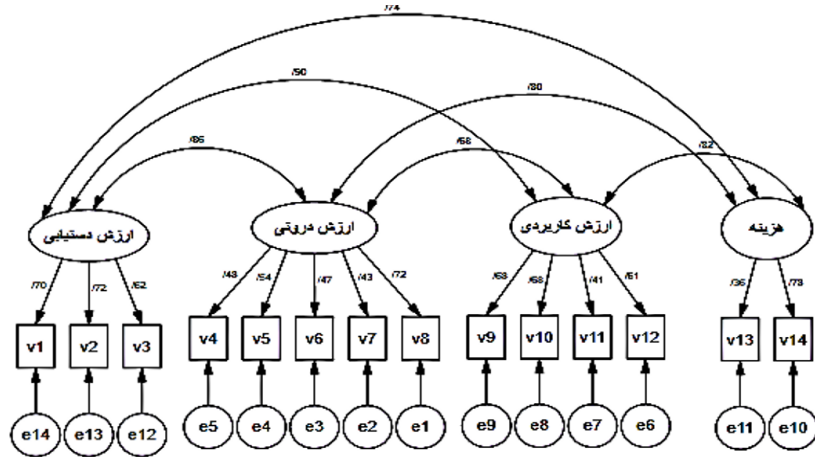 /74
/90
/80
/86
/68
/82
ارزش دستیابی
ارزش درونی
ارزش کاربردی
هزینه
/70 /72 /62
/48 /54 /47 /43 /72
/68 /68 /41 /61
/36 /78
v1 v2 v3 v4 v5 v6 v7 v8 v9 v10 v11 v12 v13 v14
e14 e13 e12 e5 e4 e3 e2 e1 e9 e8 e7 e6 e11 e10